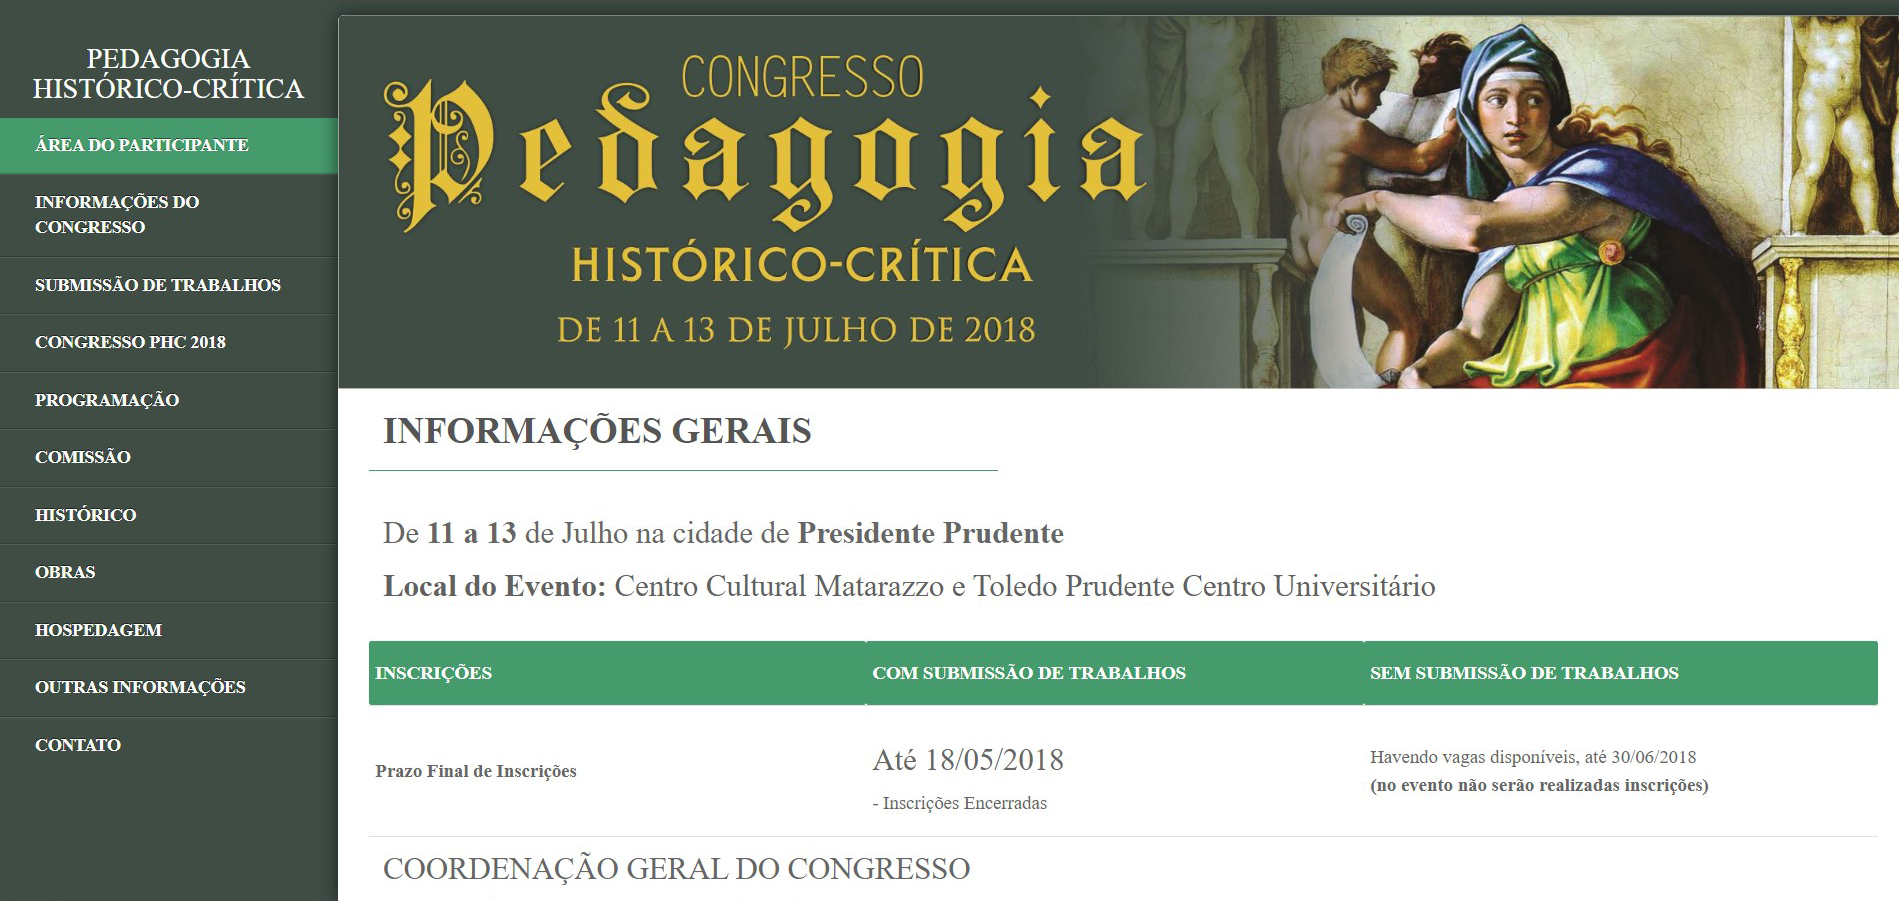 PEDAGOGIA
HISTÓRICO-CRÍTICA
ÁREA DO PARTICIPANTE
INFORMAÇÕES DO
CONGRESSO
SUBMISSÃO DE TRABALHOS
CONGRESSO PHC 2018
PROGRAMAÇÃO
COMISSÃO
HISTÓRICO
OBRAS
HOSPEDAGEM
OUTRAS INFORMAÇÕES
CONTATO
CONGRESSO
Pedagogia
HISTÓRICO-CRÍTICA
DE 11 A 13 DE JULHO DE 2018
INFORMAÇÕES GERAIS
De 11 a 13 de Julho na cidade de Presidente Prudente
Local do Evento: Centro Cultural Matarazzo e Toledo Prudente Centro Universitário
INSCRIÇÕES COM SUBMISSÃO DE TRABALHOS SEM SUBMISSÃO DE TRABALHOS
Prazo Final de Inscrições
Até 18/05/2018
- Inscrições Encerradas
Havendo vagas disponíveis, até 30/06/2018
(no evento não serão realizadas inscrições)
COORDENAÇÃO GERAL DO CONGRESSO